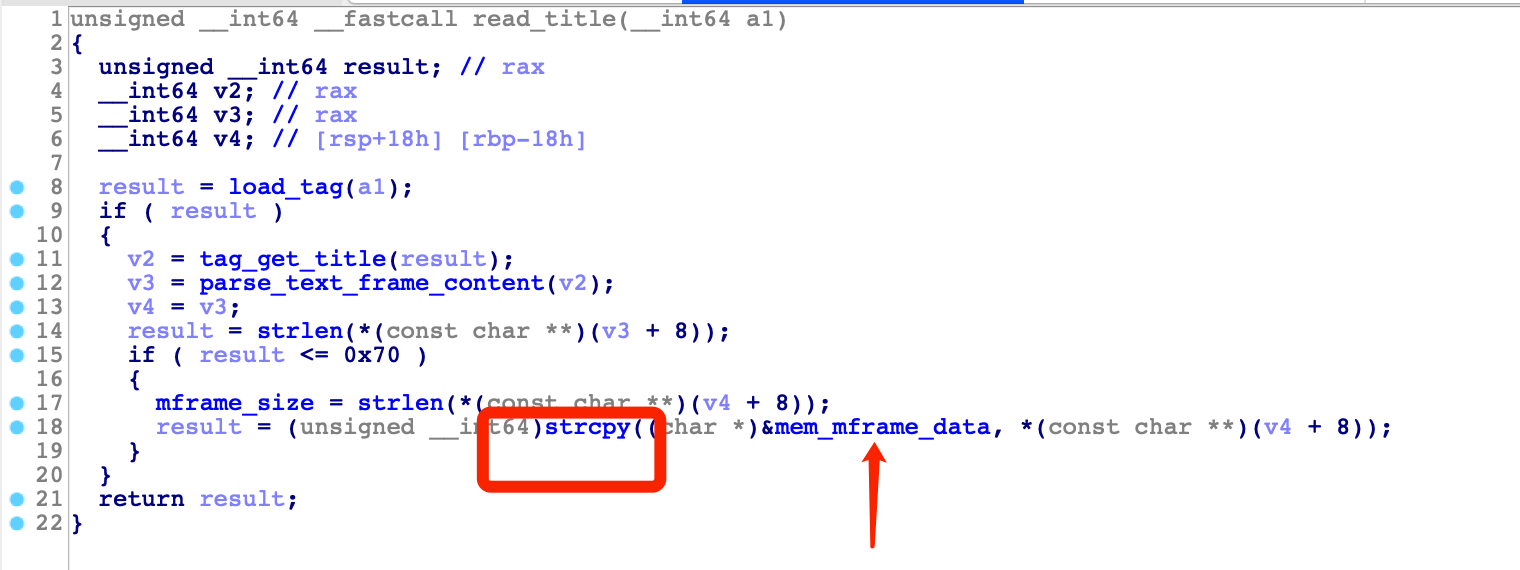 1 unsigned __int64 __fastcall read_title(__int64 a1)
2 {
3 unsigned __int64 result; // rax
4 __int64 v2; // rax
5 __int64 v3; // rax
6 __int64 v4; // [rsp+18h] [rbp-18h]
7
8 result = load_tag(a1);
9 if ( result )
10 {
11 v2 = tag_get_title(result);
12 v3 = parse_text_frame_content(v2);
13 v4 = v3;
14 result = strlen(*(const char **)(v3 + 8));
15 if ( result <= 0x70 )
16 {
17 mframe_size = strlen(*(const char **)(v4 + 8));
18 result = (unsigned __int64)strcpy((char *)&mem_mframe_data, *(const char **)(v4 + 8));
19 }
20 }
21 return result;
22 }